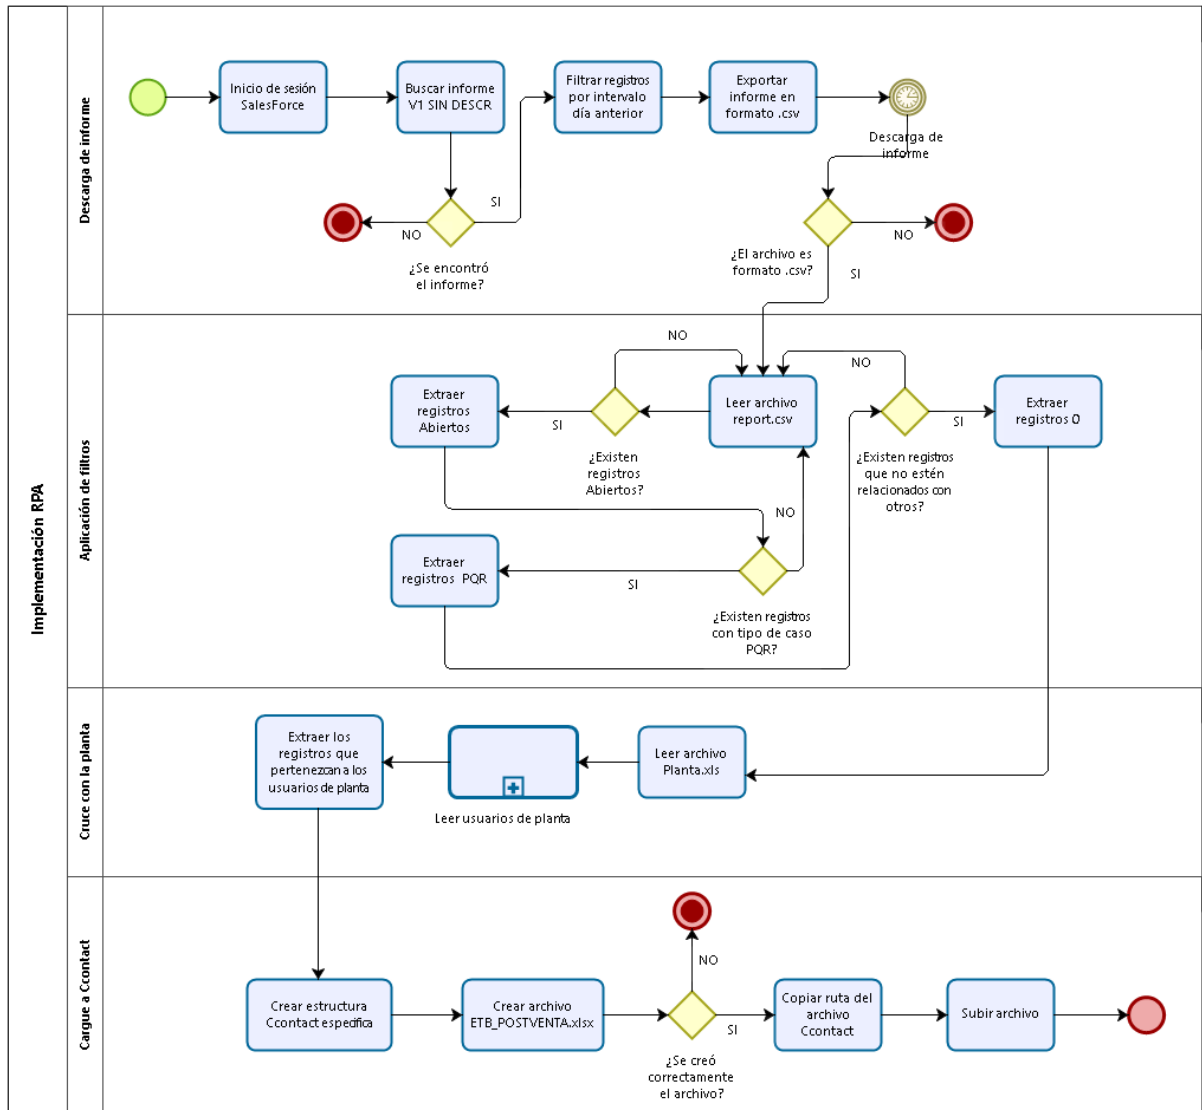 Implementación RPA
Descarga de informe
Inicio de sesión
SalesForce
Buscar informe
V1 SIN DESCR
Filtrar registros
por intervalo
día anterior
Exportar
informe en
formato .csv
Descarga de
informe
SI
NO
¿Se encontró
el informe?
NO
¿El archivo es
formato .csv?
SI
Aplicación de filtros
NO
NO
Extraer
registros
Abiertos
SI
¿Existen
registros
Abiertos?
Leer archivo
report.csv
SI
¿Existen registros
que no estén
relacionados con
otros?
Extraer
registros O
NO
Extraer
registros PQR
SI
¿Existen registros
con tipo de caso
PQR?
Cruce con la planta
Extraer los
registros que
pertenezcan a los
usuarios de planta
Leer usuarios de planta
Leer archivo
Planta.xls
Cargue a Ccontact
NO
Crear estructura
Ccontact especifica
Crear archivo
ETB_POSTVENTA.xlsx
SI
¿Se creó
correctamente
el archivo?
Copiar ruta del
archivo
Ccontact
Subir archivo